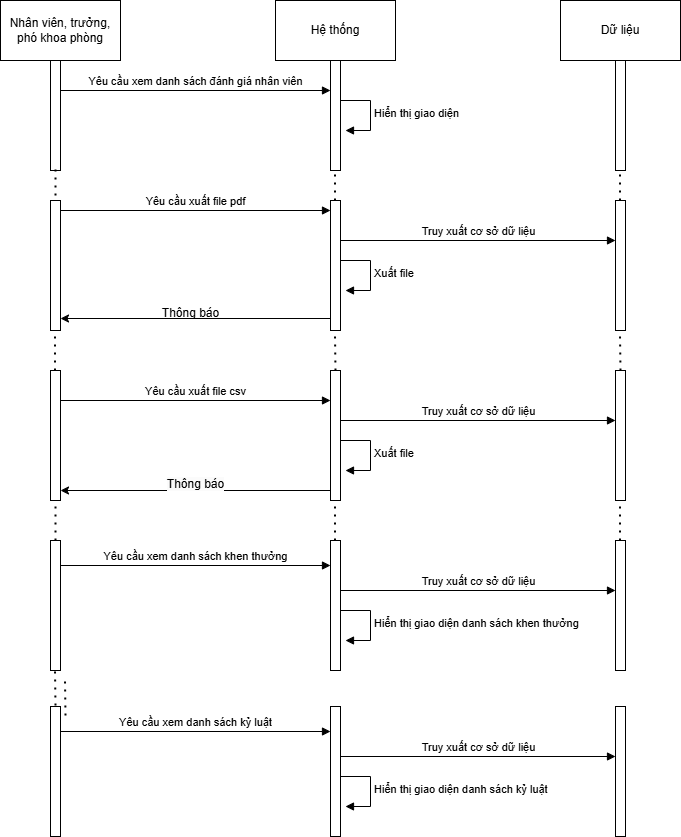 Nhân viên, trưởng,
phó khoa phòng
Hệ thống
Dữ liệu
Yêu cầu xem danh sách đánh giá nhân viên
Hiển thị giao diện
Yêu cầu xuất file pdf
Truy xuất cơ sở dữ liệu
Xuất file
Thông báo
Yêu cầu xuất file csv
Truy xuất cơ sở dữ liệu
Xuất file
Thông báo
Yêu cầu xem danh sách khen thưởng
Truy xuất cơ sở dữ liệu
Hiển thị giao diện danh sách khen thưởng
Yêu cầu xem danh sách kỷ luật
Truy xuất cơ sở dữ liệu
Hiển thị giao diện danh sách kỷ luật